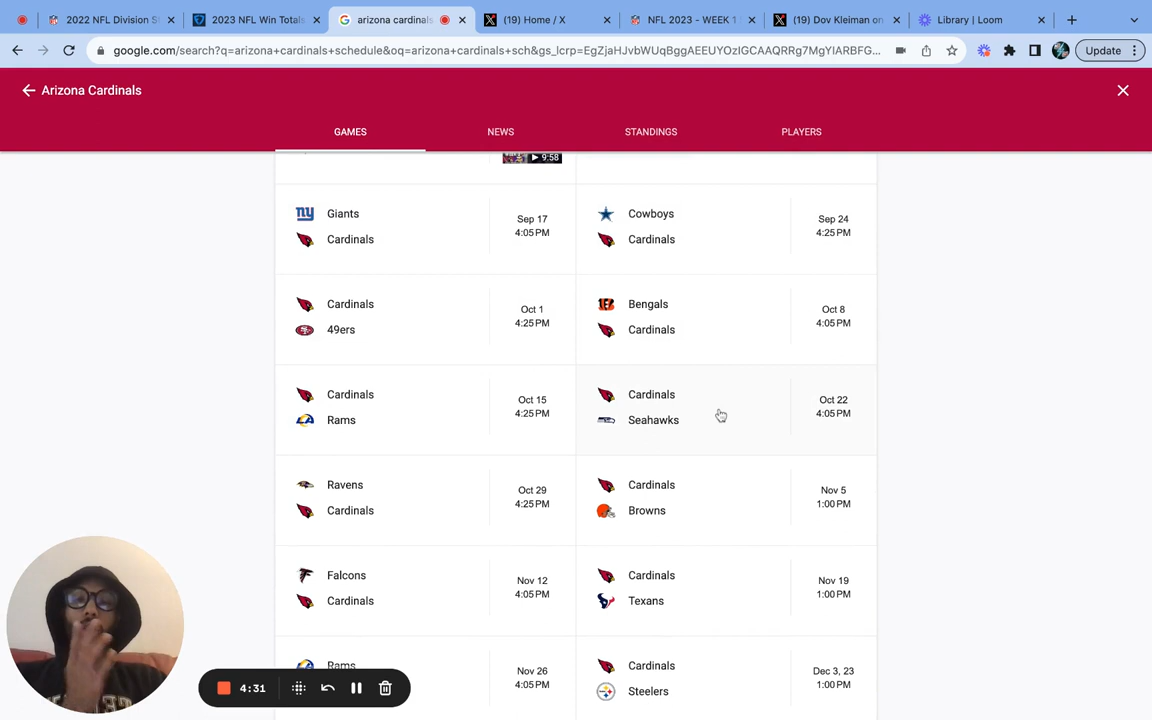 2022 NFL Division S
2023 NFL Win Totals
arizona cardinals
(19) Home / X
NFL 2023 - WEEK 1
(19) Dov Kleiman on
Library | Loom
google.com/search?q=arizona+cardinals+schedule&oq=arizona+cardinals+sch&gs_lcrp=EgZjaHJvbWUqBggAEEUYOzIGCAAQRRg7MgYIARBFG...
Update
Arizona Cardinals
GAMES
NEWS
STANDINGS
PLAYERS
9:58
Giants
Cardinals
Sep 17
4:05 PM
Cowboys
Cardinals
Sep 24
4:25 PM
Cardinals
49ers
Oct 1
4:25 PM
Bengals
Cardinals
Oct 8
4:05 PM
Cardinals
Rams
Oct 15
4:25 PM
Cardinals
Seahawks
Oct 22
4:05 PM
Ravens
Cardinals
Oct 29
4:25 PM
Cardinals
Browns
Nov 5
1:00 PM
Falcons
Cardinals
Nov 12
4:05 PM
Cardinals
Texans
Nov 19
1:00 PM
Rams
Nov 26
4:05 PM
Cardinals
Steelers
Dec 3, 23
1:00 PM
4:31